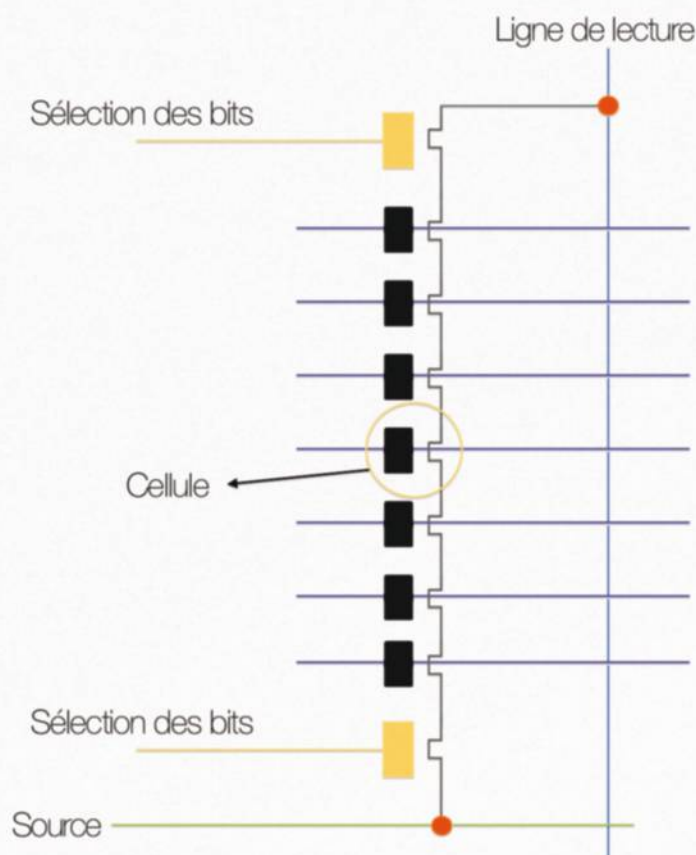 Ligne de lecture
Sélection des bits
Cellule
Sélection des bits
Source